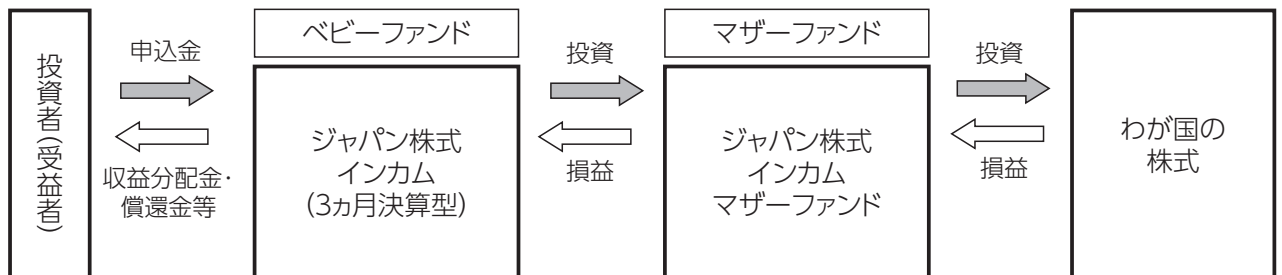 投資者(受益者)
申込金
収益分配金・
償還金等
ベビーファンド
ジャパン株式
インカム
(3ヵ月決算型)
投資
損益
マザーファンド
ジャパン株式
インカム
マザーファンド
投資
損益
わが国の
株式